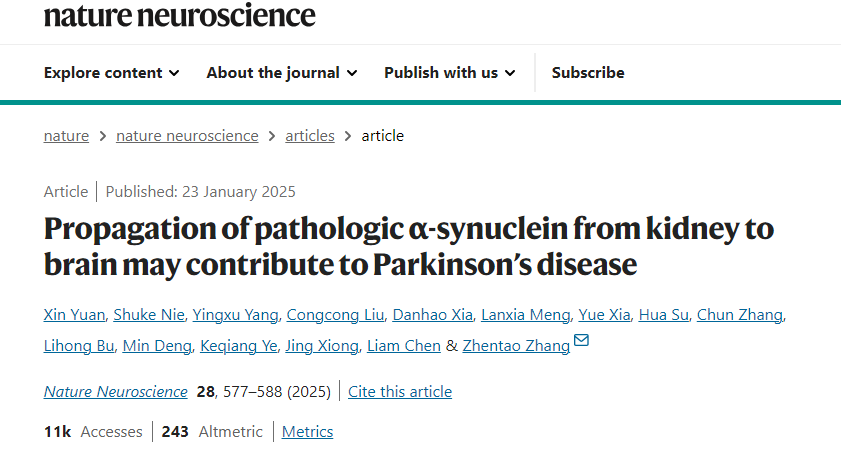 nature neuroscience
Explore content About the journal Publish with us Subscribe
nature > nature neuroscience > articles > article
Article | Published: 23 January 2025
Propagation of pathologic α-synuclein from kidney to
brain may contribute to Parkinson’s disease
Xin Yuan, Shuke Nie, Yingxu Yang, Congcong Liu, Danhao Xia, Lanxia Meng, Yue Xia, Hua Su, Chun Zhang,
Lihong Bu, Min Deng, Keqiang Ye, Jing Xiong, Liam Chen & Zhentao Zhang
Nature Neuroscience 28, 577–588 (2025) | Cite this article
11k Accesses | 243 Altmetric | Metrics